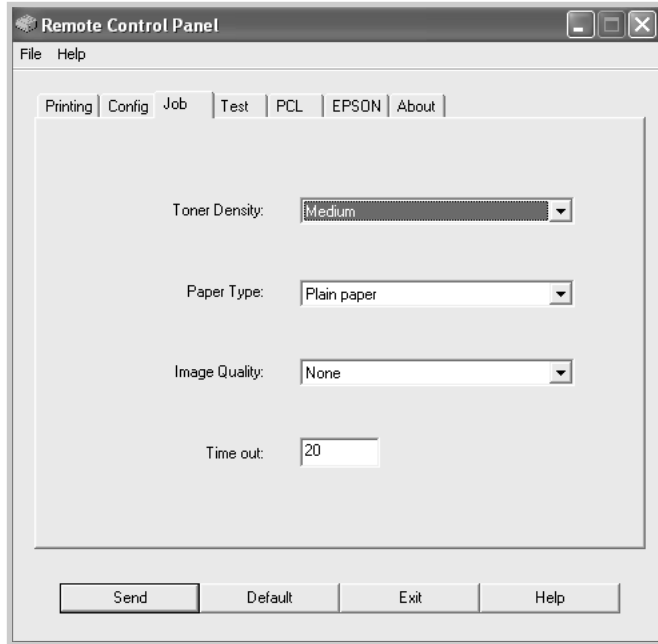 Remote Control Panel
File Help
Printing Config Job Test PCL EPSON About
Toner Density: Medium
Paper Type: Plain paper
Image Quality: None
Time out: 20
Send Default Exit Help